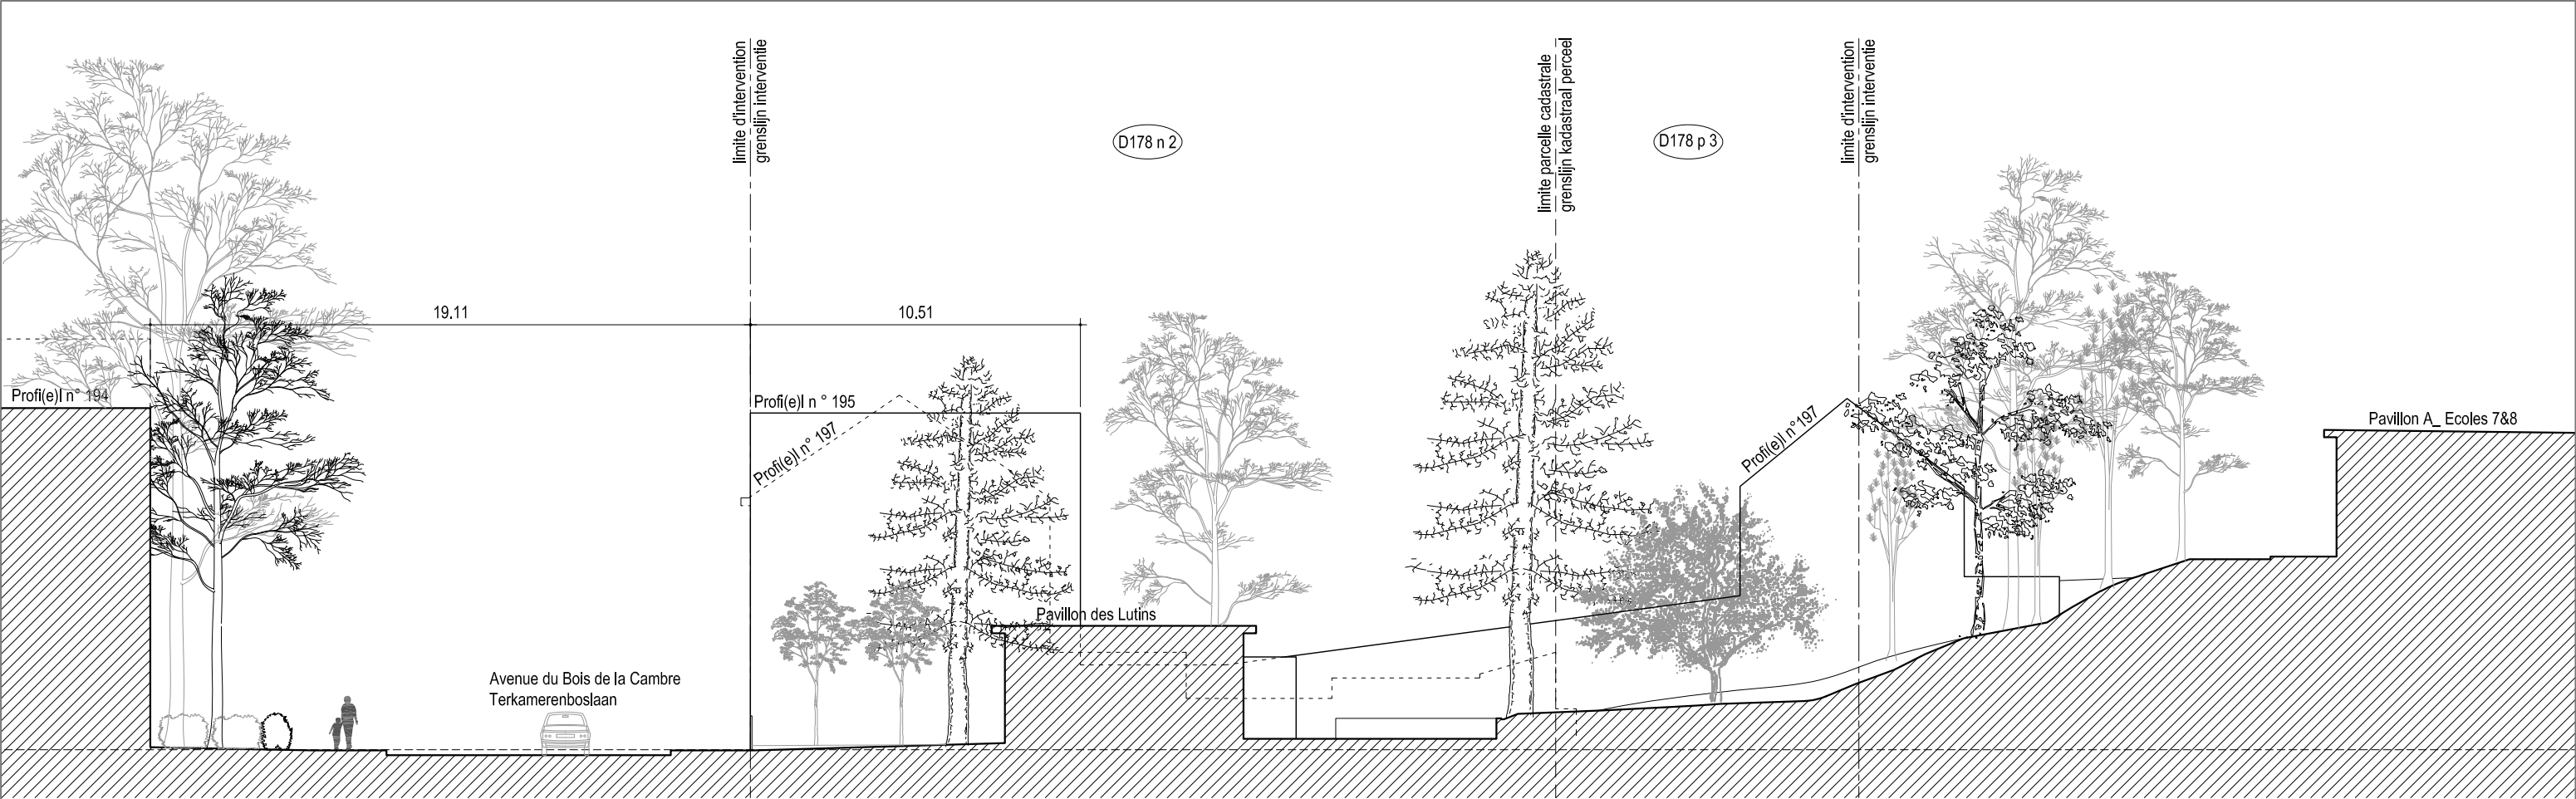 limite d'intervention
grenslijn interventie
limite parcelle cadastrale
grenslijn kadastraal perceel
limite d'intervention
grenslijn interventie
D178 n 2
D178 p 3
19.11
10.51
Profi(e)l n° 194
Profi(e)l n ° 195
Profi(e)l n° 197
Profi(e)l n° 197
Pavillon A_ Ecoles 7&8
Pavillon des Lutins
Avenue du Bois de la Cambre
Terkamerenboslaan